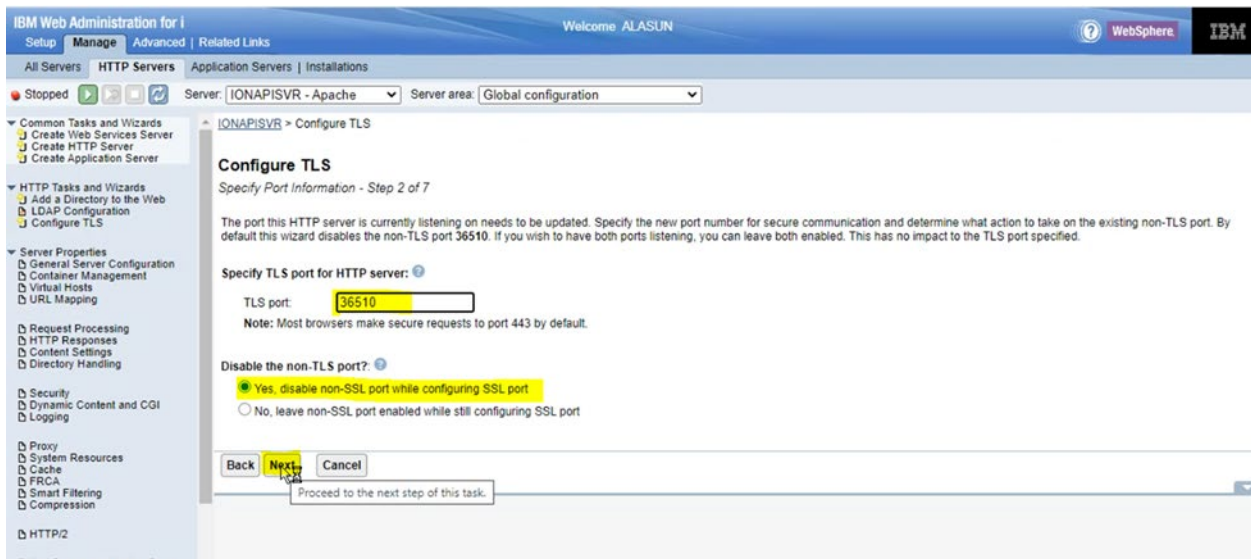 IBM Web Administration for i
Welcome ALASUN
? WebSphere. IBM
Setup Manage Advanced | Related Links
All Servers HTTP Servers Application Servers | Installations
Stopped Server: IONAPISVR - Apache Server area: Global configuration
Common Tasks and Wizards
Create Web Services Server
Create HTTP Server
Create Application Server
HTTP Tasks and Wizards
Add a Directory to the Web
LDAP Configuration
Configure TLS
Server Properties
General Server Configuration
Container Management
Virtual Hosts
URL Mapping
Request Processing
HTTP Responses
Content Settings
Directory Handling
Security
Dynamic Content and CGI
Logging
Proxy
System Resources
Cache
FRCA
Smart Filtering
Compression
HTTP/2
IONAPISVR > Configure TLS
Configure TLS
Specify Port Information - Step 2 of 7
The port this HTTP server is currently listening on needs to be updated. Specify the new port number for secure communication and determine what action to take on the existing non-TLS port. By
default this wizard disables the non-TLS port 36510. If you wish to have both ports listening, you can leave both enabled. This has no impact to the TLS port specified.
Specify TLS port for HTTP server: ?
TLS port: 36510
Note: Most browsers make secure requests to port 443 by default.
Disable the non-TLS port?: ?
Yes, disable non-SSL port while configuring SSL port
No, leave non-SSL port enabled while still configuring SSL port
Back Next Cancel
Proceed to the next step of this task.